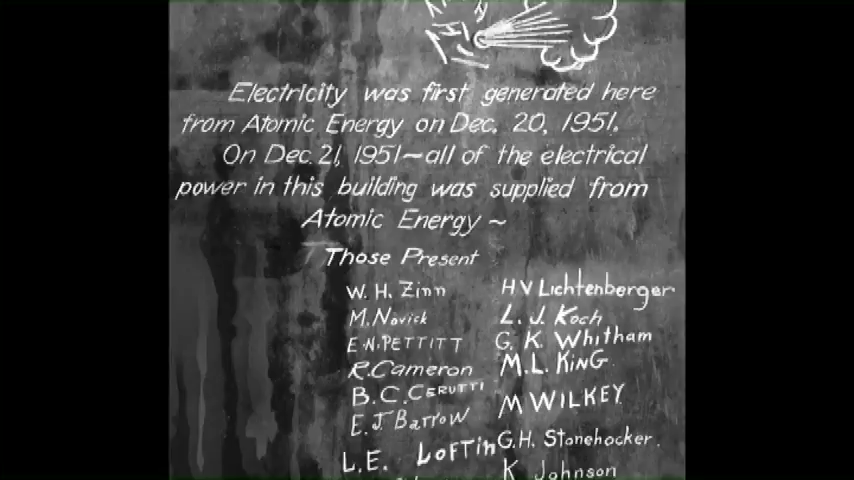 Electricity was first generated here
from Atomic Energy on Dec. 20, 1951.
On Dec. 21, 1951~all of the electrical
power in this building was supplied from
Atomic Energy ~
Those Present
W. H. Zinn
M. Novick
E. N. PETTITT
R. Cameron
B. C. CERUTTI
E. J. Barrow
L. E. LOFTin
H V Lichtenberger
L. J. Koch
G. K. Whitham
M. L. KinG
M WILKEY
G. H. Stonehocker.
K Johnson